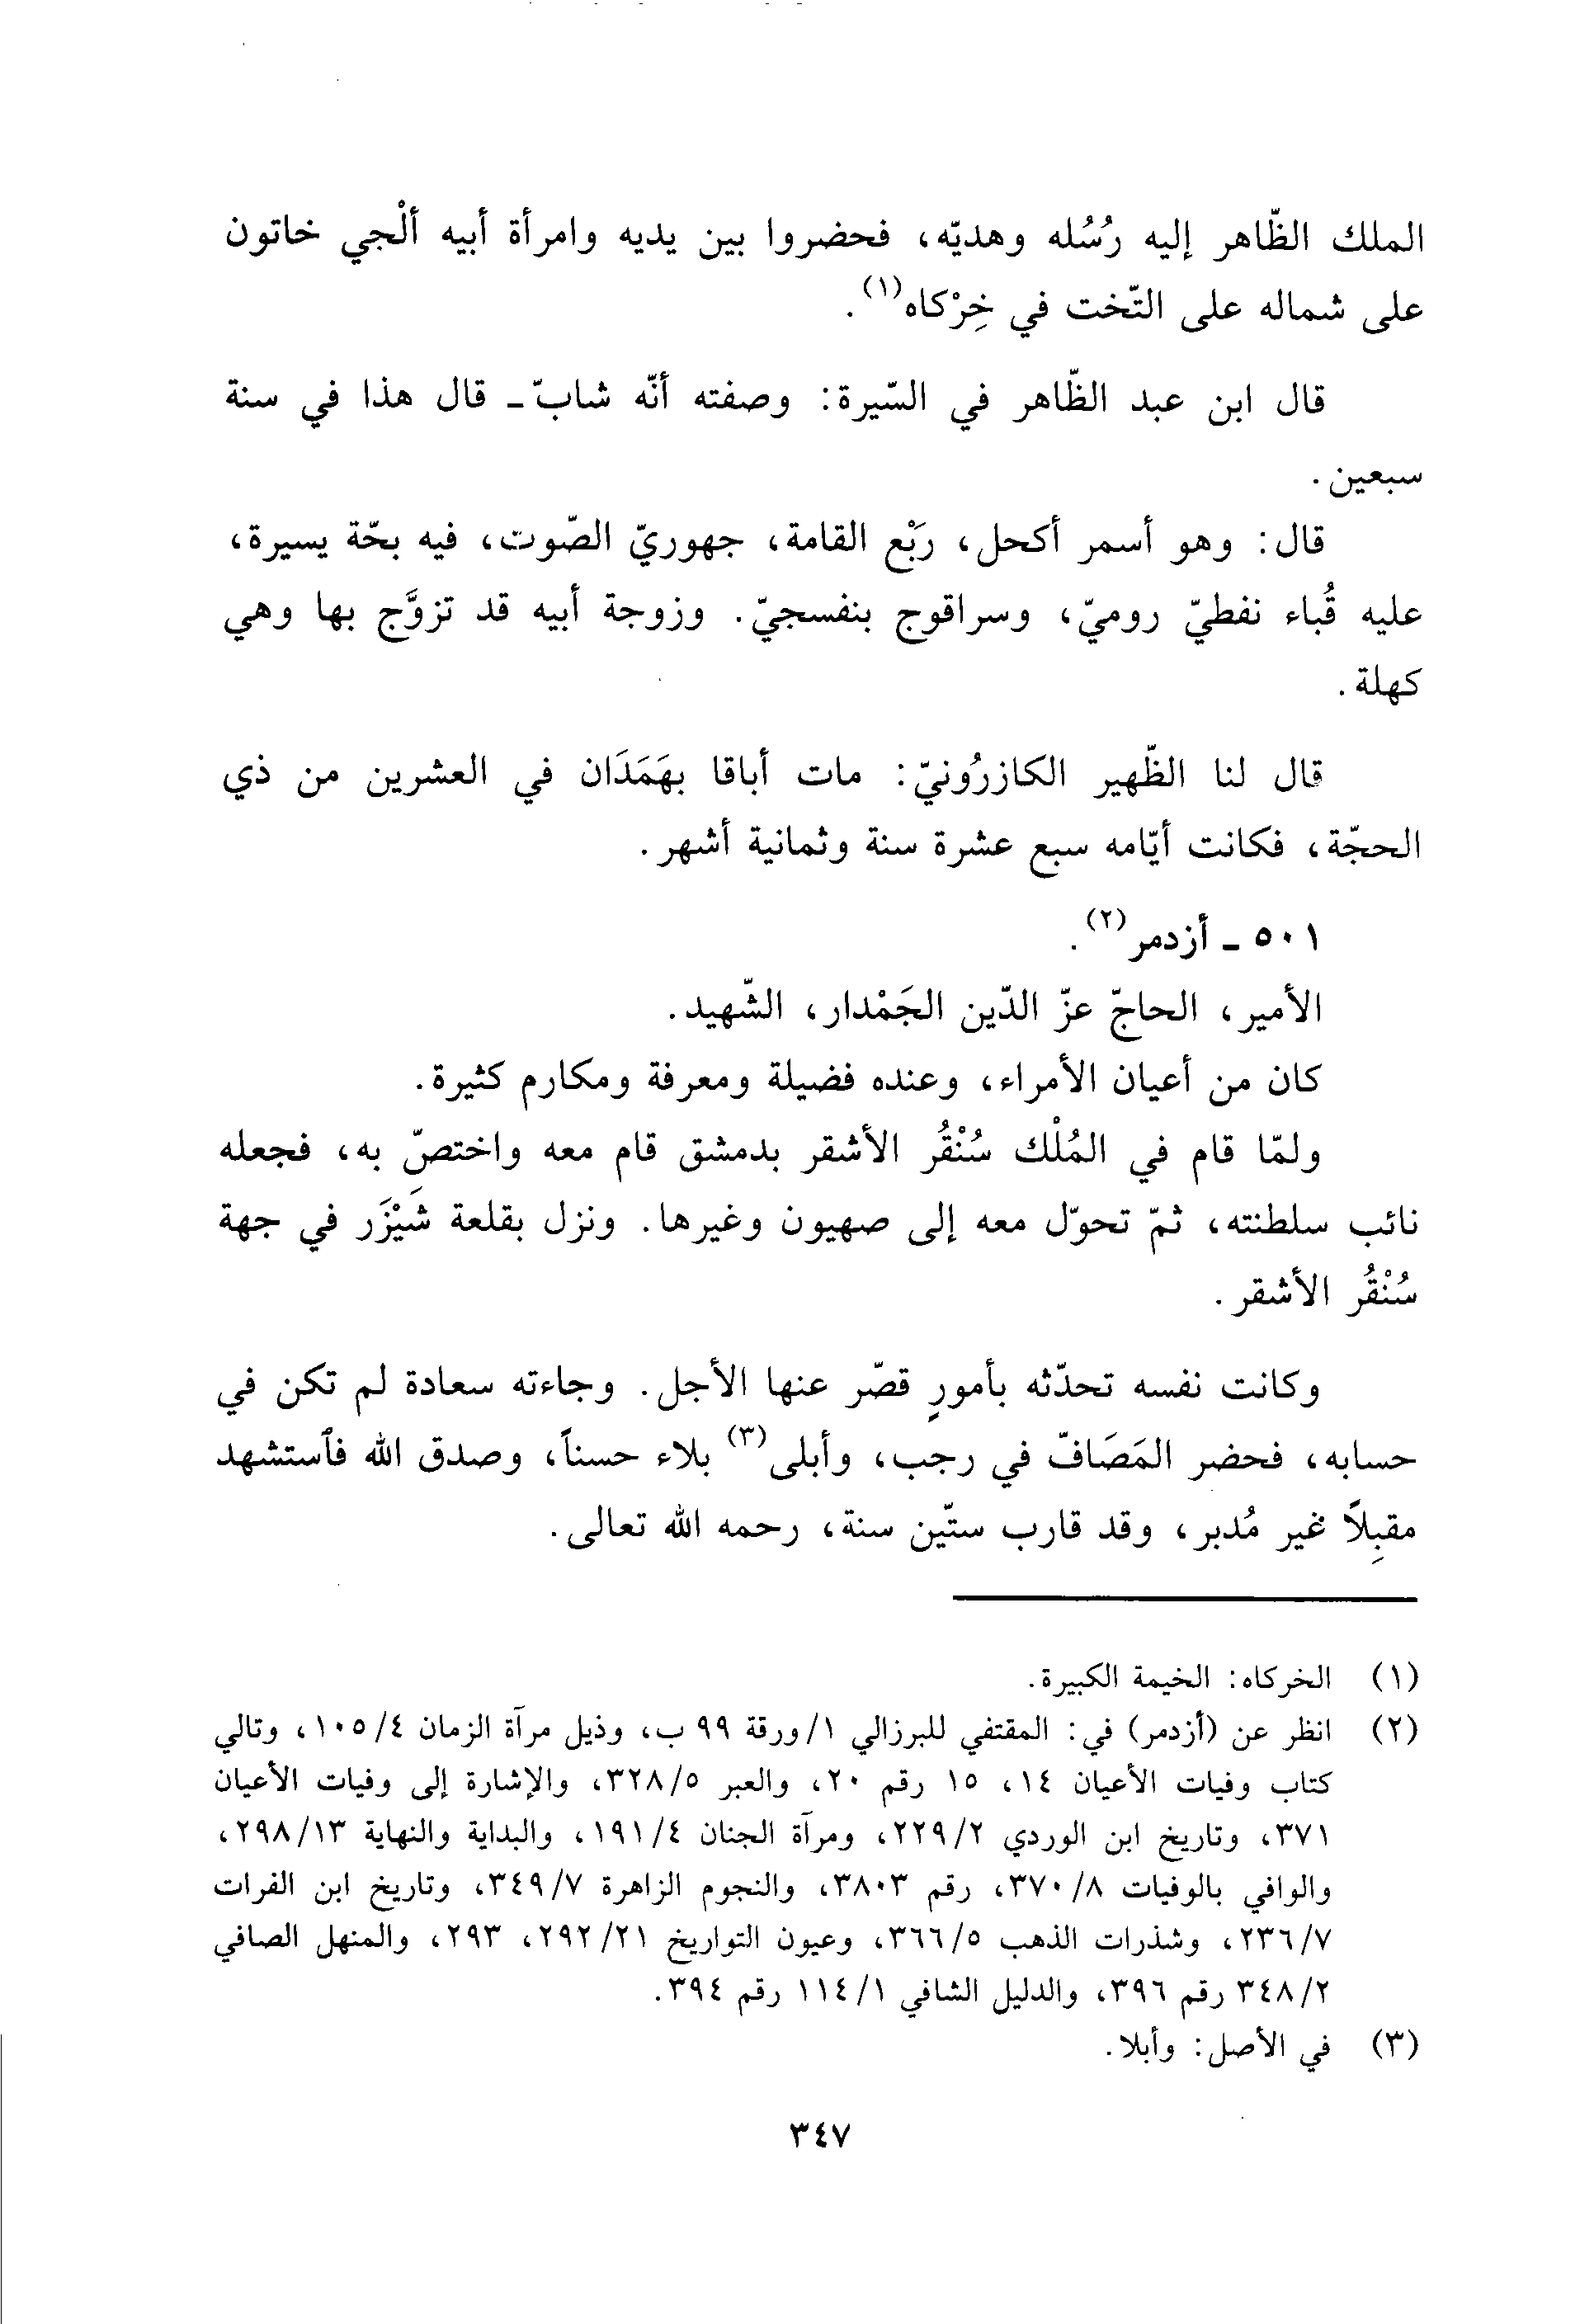 الملك الظّاهر إليه رُسُله وهديّه، فحضروا بين يديه وامرأة أبيه ألْجي خاتون
على شماله على التّخت في خِرْكاه(١).
قال ابن عبد الظّاهر في السّيرة: وصفته أنّه شابّ - قال هذا في سنة
سبعين.
قال: وهو أسمر أكحل، رَبْع القامة، جهوريّ الصّوت، فيه بحّة يسيرة،
عليه قُباء نفطيّ روميّ، وسراقوج بنفسجيّ. وزوجة أبيه قد تزوَّج بها وهي
كهلة.
قال لنا الظّهير الكازرُونيّ: مات أباقا بهَمَدَان في العشرين من ذي
الحجّة، فكانت أيّامه سبع عشرة سنة وثمانية أشهر.
٥٠١ - أزدمر(٢).
الأمير، الحاجّ عزّ الدّين الجَمْدار، الشّهيد.
كان من أعيان الأمراء، وعنده فضيلة ومعرفة ومكارم كثيرة.
ولمّا قام في المُلْك سُنْقُر الأشقر بدمشق قام معه واختصّ به، فجعله
نائب سلطنته، ثمّ تحوّل معه إلى صهيون وغيرها. ونزل بقلعة شَيْزَر في جهة
سُنْقُر الأشقر.
وكانت نفسه تحدّثه بأمورٍ قصّر عنها الأجل. وجاءته سعادة لم تكن في
حسابه، فحضر المَصَافّ في رجب، وأبلى(٣) بلاء حسناً، وصدق الله فٱستشهد
مقبِلاً غير مُدبر، وقد قارب ستّين سنة، رحمه الله تعالى.
(١) الخركاه: الخيمة الكبيرة.
(٢) انظر عن (أزدمر) في: المقتفي للبرزالي ١/ورقة ٩٩ ب، وذيل مرآة الزمان ١٠٥/٤، وتالي
كتاب وفيات الأعيان ١٤، ١٥ رقم ٢٠، والعبر ٣٢٨/٥، والإشارة إلى وفيات الأعيان
٣٧١، وتاريخ ابن الوردي ٢٢٩/٢، ومرآة الجنان ١٩١/٤، والبداية والنهاية ٢٩٨/١٣،
والوافي بالوفيات ٣٧٠/٨، رقم ٣٨٠٣، والنجوم الزاهرة ٣٤٩/٧، وتاريخ ابن الفرات
٢٣٦/٧، وشذرات الذهب ٣٦٦/٥، وعيون التواريخ ٢٩٢/٢١، ٢٩٣، والمنهل الصافي
٣٤٨/٢ رقم ٣٩٦، والدليل الشافي ١١٤/١ رقم ٣٩٤.
(٣) في الأصل: وأبلا.
٣٤٧